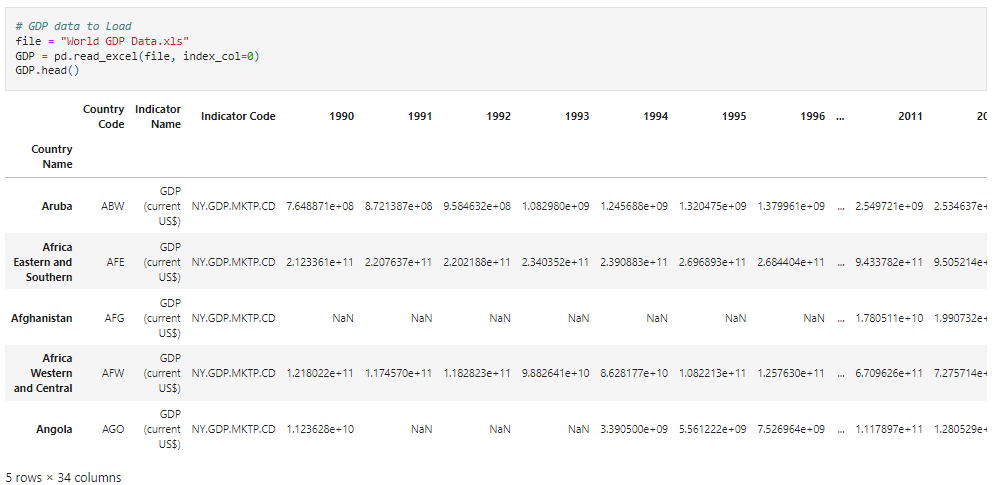 # GDP data to Load
file = "World GDP Data.xls"
GDP = pd.read_excel(file, index_col=0)
GDP.head()
Country Code Indicator Name Indicator Code 1990 1991 1992 1993 1994 1995 1996 ... 2011 20
Country Name
Aruba ABW GDP (current US$) NY.GDP.MKTP.CD 7.648871e+08 8.721387e+08 9.584632e+08 1.082980e+09 1.245688e+09 1.320475e+09 1.379961e+09 ... 2.549721e+09 2.534637e+
Africa Eastern and Southern AFE GDP (current US$) NY.GDP.MKTP.CD 2.123361e+11 2.207637e+11 2.202188e+11 2.340352e+11 2.390883e+11 2.696893e+11 2.684404e+11 ... 9.433782e+11 9.505214e+
Afghanistan AFG GDP (current US$) NY.GDP.MKTP.CD NaN NaN NaN NaN NaN NaN NaN ... 1.780511e+10 1.990732e+
Africa Western and Central AFW GDP (current US$) NY.GDP.MKTP.CD 1.218022e+11 1.174570e+11 1.182823e+11 9.882641e+10 8.628177e+10 1.082213e+11 1.257630e+11 ... 6.709626e+11 7.275714e+
Angola AGO GDP (current US$) NY.GDP.MKTP.CD 1.123628e+10 NaN NaN NaN 3.390500e+09 5.561222e+09 7.526964e+09 ... 1.117897e+11 1.280529e+
5 rows × 34 columns